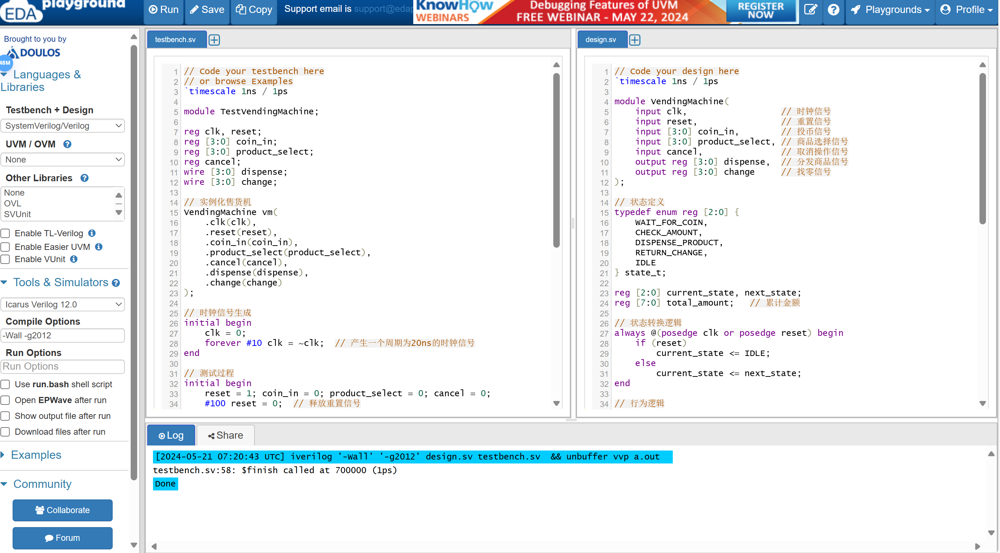 EDA playground
Run
Save
Copy
Support email is support@edap
KnowHow
WEBINARS
Debugging Features of UVM
FREE WEBINAR - MAY 22, 2024
REGISTER
NOW
Playgrounds
Profile
Brought to you by
DOULOS
48M
Languages &
Libraries
Testbench + Design
SystemVerilog/Verilog
UVM / OVM
None
Other Libraries
None
OVL
SVUnit
Enable TL-Verilog
Enable Easier UVM
Enable VUnit
Tools & Simulators
Icarus Verilog 12.0
Compile Options
-Wall -g2012
Run Options
Run Options
Use run.bash shell script
Open EPWave after run
Show output file after run
Download files after run
Examples
Community
Collaborate
Forum
testbench.sv
1 // Code your testbench here
2 // or browse Examples
3 `timescale 1ns / 1ps
4
5 module TestVendingMachine;
6
7 reg clk, reset;
8 reg [3:0] coin_in;
9 reg [3:0] product_select;
10 reg cancel;
11 wire [3:0] dispense;
12 wire [3:0] change;
13
14 // 实例化售货机
15 VendingMachine vm(
16     .clk(clk),
17     .reset(reset),
18     .coin_in(coin_in),
19     .product_select(product_select),
20     .cancel(cancel),
21     .dispense(dispense),
22     .change(change)
23 );
24
25 // 时钟信号生成
26 initial begin
27     clk = 0;
28     forever #10 clk = ~clk;  // 产生一个周期为20ns的时钟信号
29 end
30
31 // 测试过程
32 initial begin
33     reset = 1; coin_in = 0; product_select = 0; cancel = 0;
34     #100 reset = 0;  // 释放重置信号
design.sv
1 // Code your design here
2 `timescale 1ns / 1ps
3
4 module VendingMachine(
5     input clk,                  // 时钟信号
6     input reset,                // 重置信号
7     input [3:0] coin_in,        // 投币信号
8     input [3:0] product_select, // 商品选择信号
9     input cancel,               // 取消操作信号
10     output reg [3:0] dispense,  // 分发商品信号
11     output reg [3:0] change     // 找零信号
12 );
13
14 // 状态定义
15 typedef enum reg [2:0] {
16     WAIT_FOR_COIN,
17     CHECK_AMOUNT,
18     DISPENSE_PRODUCT,
19     RETURN_CHANGE,
20     IDLE
21 } state_t;
22
23 reg [2:0] current_state, next_state;
24 reg [7:0] total_amount;   // 累计金额
25
26 // 状态转换逻辑
27 always @(posedge clk or posedge reset) begin
28     if (reset)
29         current_state <= IDLE;
30     else
31         current_state <= next_state;
32 end
33
34 // 行为逻辑
Log
Share
[2024-05-21 07:20:43 UTC] iverilog '-Wall' '-g2012' design.sv testbench.sv  && unbuffer vvp a.out
testbench.sv:58: $finish called at 700000 (1ps)
Done